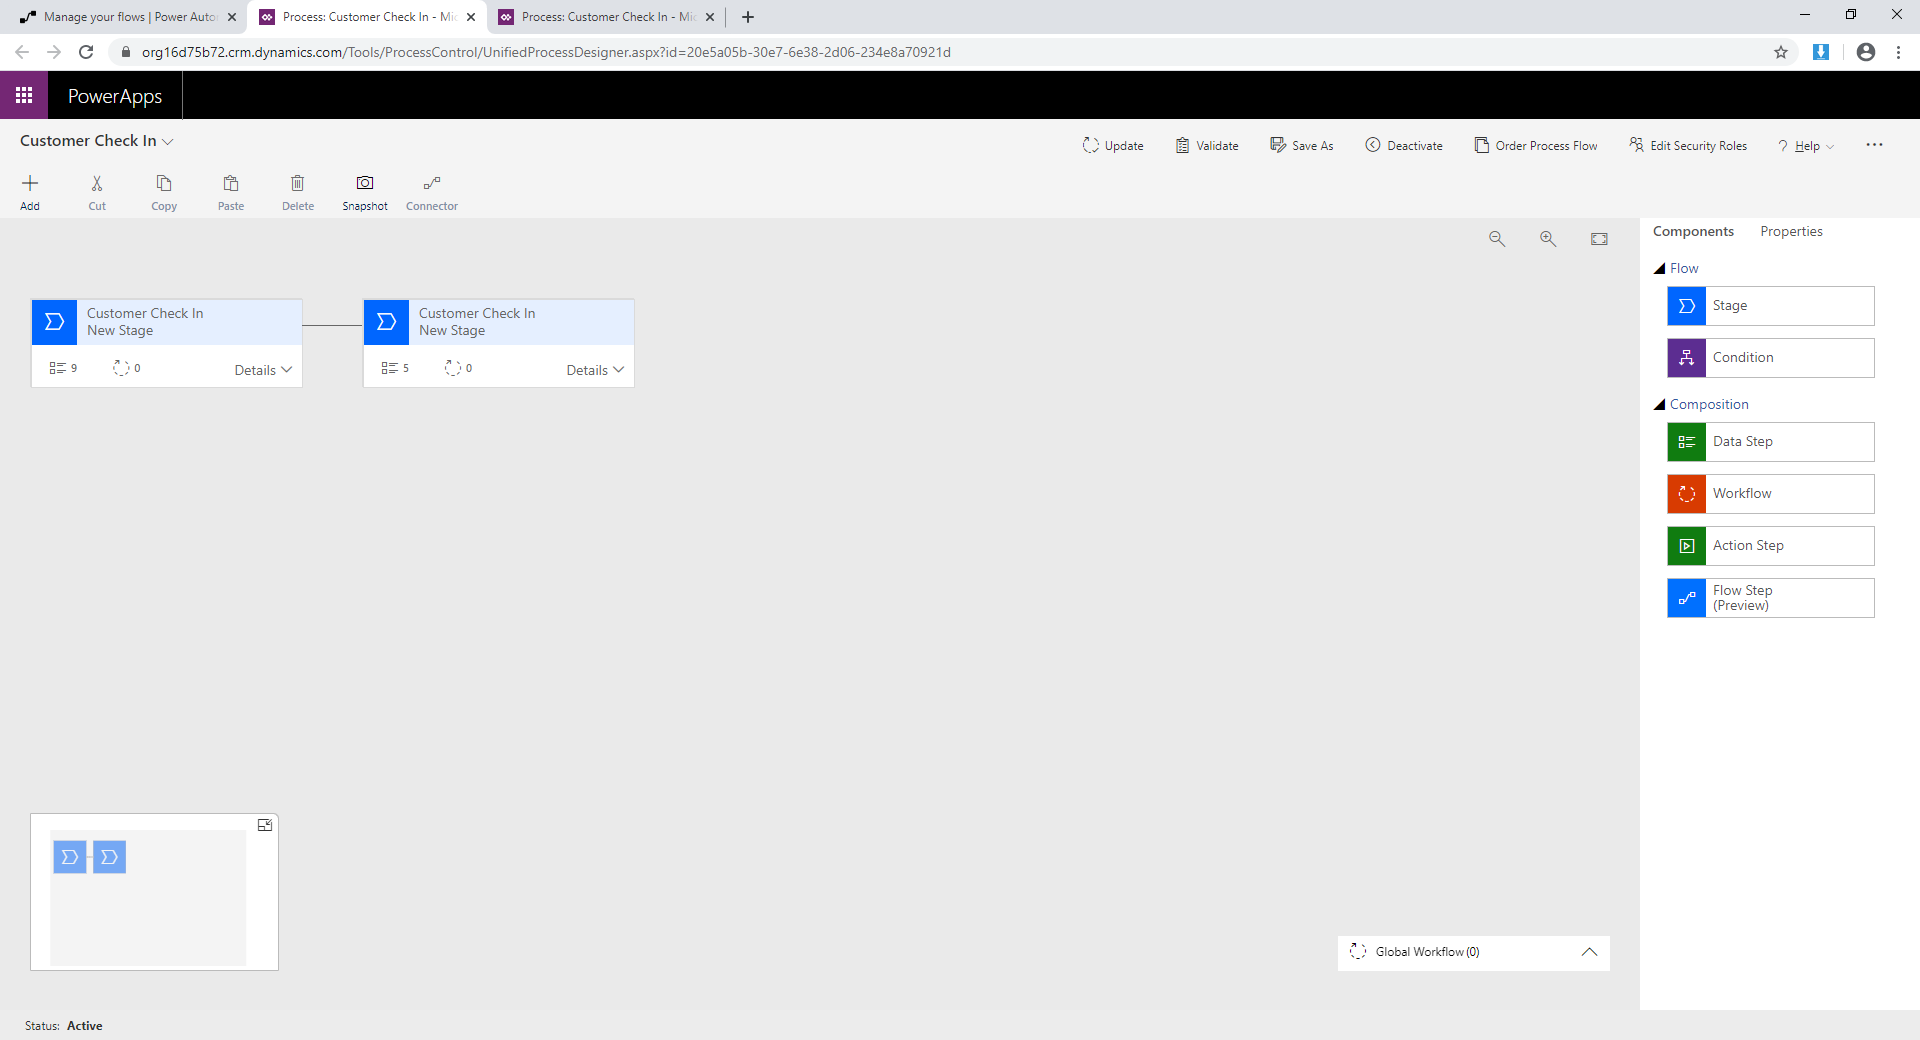 Manage your flows | Power Auto
Process: Customer Check In - Mic
Process: Customer Check In - Mic
org16d75b72.crm.dynamics.com/Tools/ProcessControl/UnifiedProcessDesigner.aspx?id=20e5a05b-30e7-6e38-2d06-234e8a70921d
PowerApps
Customer Check In
Update
Validate
Save As
Deactivate
Order Process Flow
Edit Security Roles
? Help
...
Add
Cut
Copy
Paste
Delete
Snapshot
Connector
Customer Check In
New Stage
9
0
Details
Customer Check In
New Stage
5
0
Details
Components
Properties
Flow
Stage
Condition
Composition
Data Step
Workflow
Action Step
Flow Step
(Preview)
Global Workflow (0)
Status: Active